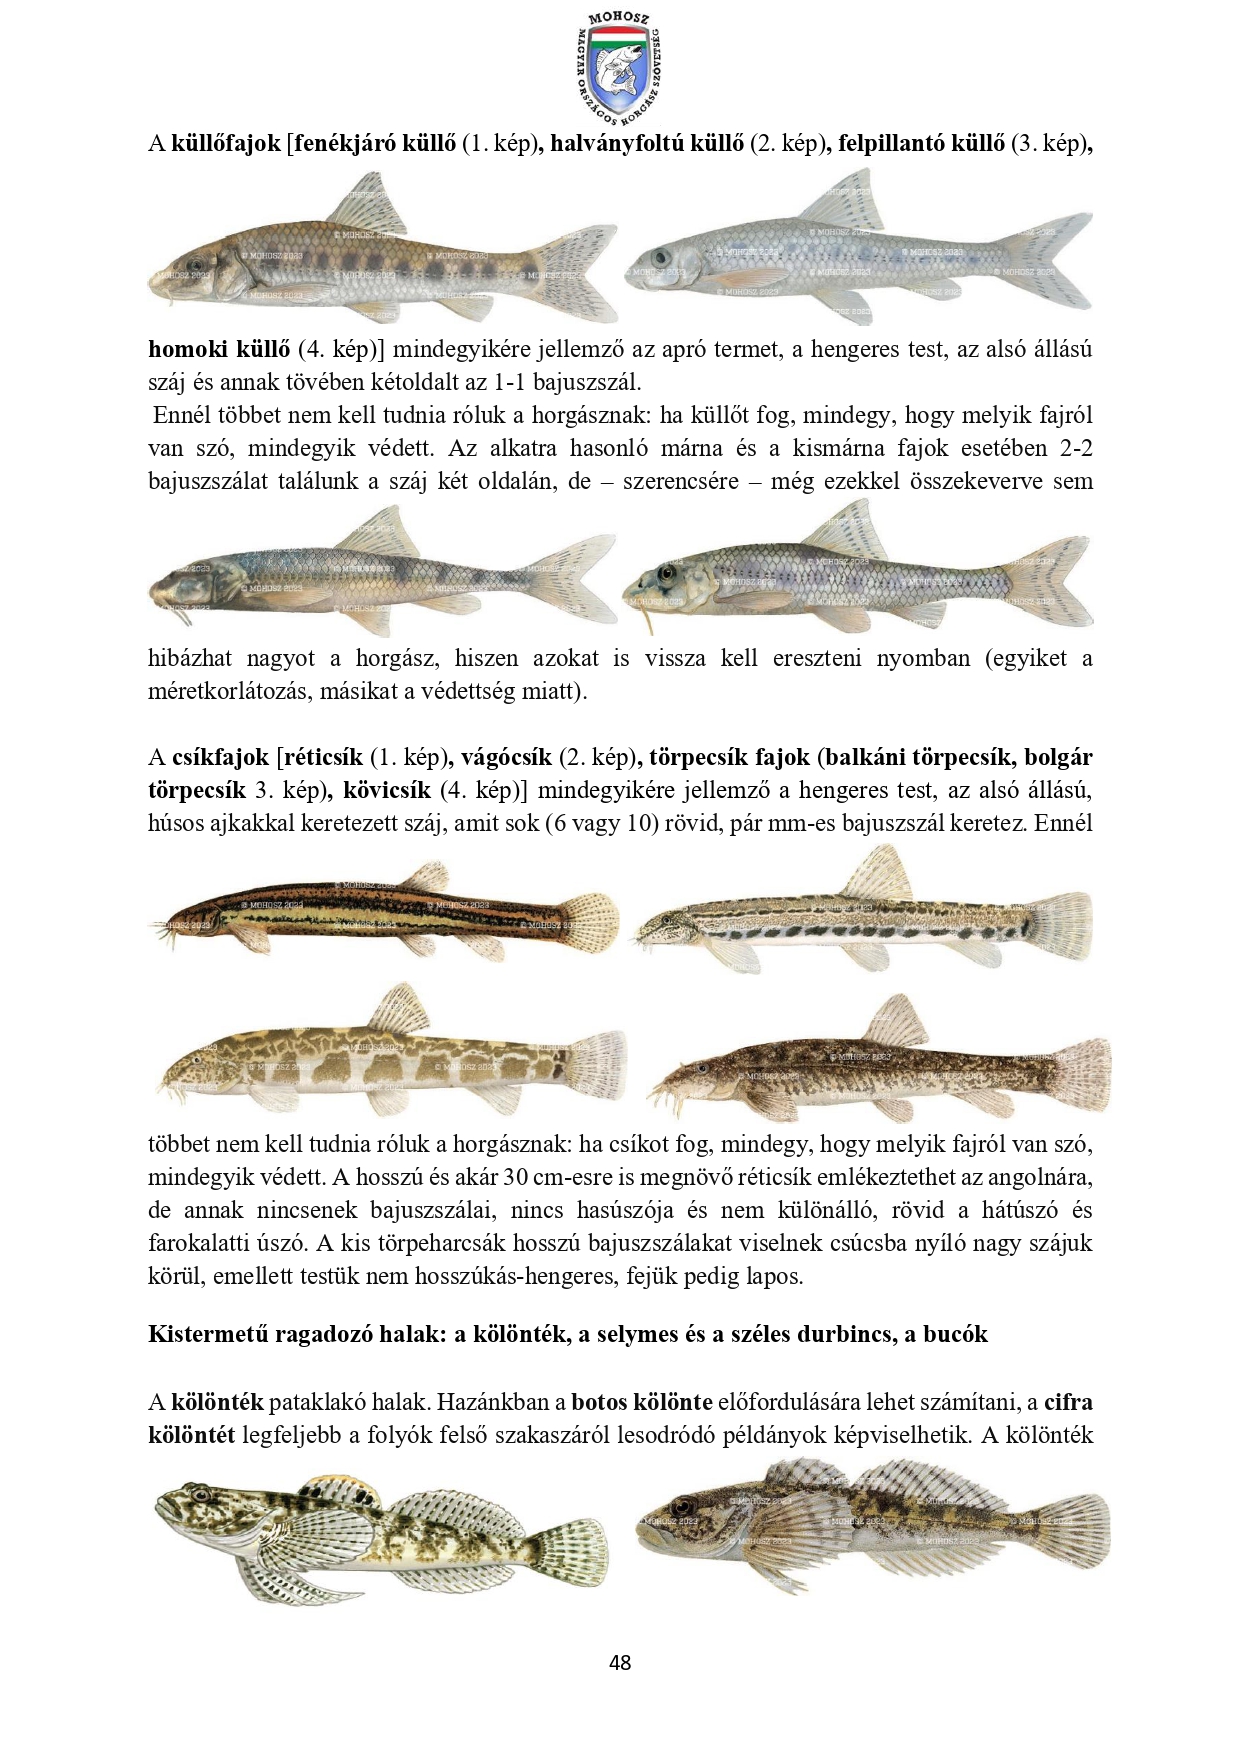 MOHOSZ
MAGYAR ORSZÁGOS HORGÁSZ SZÖVETSÉG
A küllőfajok [fenékjáró küllő (1. kép), halványfoltú küllő (2. kép), felpillantó küllő (3. kép),
homoki küllő (4. kép)] mindegyikére jellemző az apró termet, a hengeres test, az alsó állású
száj és annak tövében kétoldalt az 1-1 bajuszszál.
Ennél többet nem kell tudnia róluk a horgásznak: ha küllőt fog, mindegy, hogy melyik fajról
van szó, mindegyik védett. Az alkatra hasonló márna és a kismárna fajok esetében 2-2
bajuszszálat találunk a száj két oldalán, de – szerencsére – még ezekkel összekeverve sem
hibázhat nagyot a horgász, hiszen azokat is vissza kell ereszteni nyomban (egyiket a
méretkorlátozás, másikat a védettség miatt).
A csíkfajok [réticsík (1. kép), vágócsík (2. kép), törpecsík fajok (balkáni törpecsík, bolgár
törpecsík 3. kép), kövicsík (4. kép)] mindegyikére jellemző a hengeres test, az alsó állású,
húsos ajkakkal keretezett száj, amit sok (6 vagy 10) rövid, pár mm-es bajuszszál keretez. Ennél
többet nem kell tudnia róluk a horgásznak: ha csíkot fog, mindegy, hogy melyik fajról van szó,
mindegyik védett. A hosszú és akár 30 cm-esre is megnövő réticsík emlékeztethet az angolnára,
de annak nincsenek bajuszszálai, nincs hasúszója és nem különálló, rövid a hátúszó és
farokalatti úszó. A kis törpeharcsák hosszú bajuszszálakat viselnek csúcsba nyíló nagy szájuk
körül, emellett testük nem hosszúkás-hengeres, fejük pedig lapos.
Kistermetű ragadozó halak: a kölönték, a selymes és a széles durbincs, a bucók
A kölönték pataklakó halak. Hazánkban a botos kölönte előfordulására lehet számítani, a cifra
kölöntét legfeljebb a folyók felső szakaszáról lesodródó példányok képviselhetik. A kölönték
48